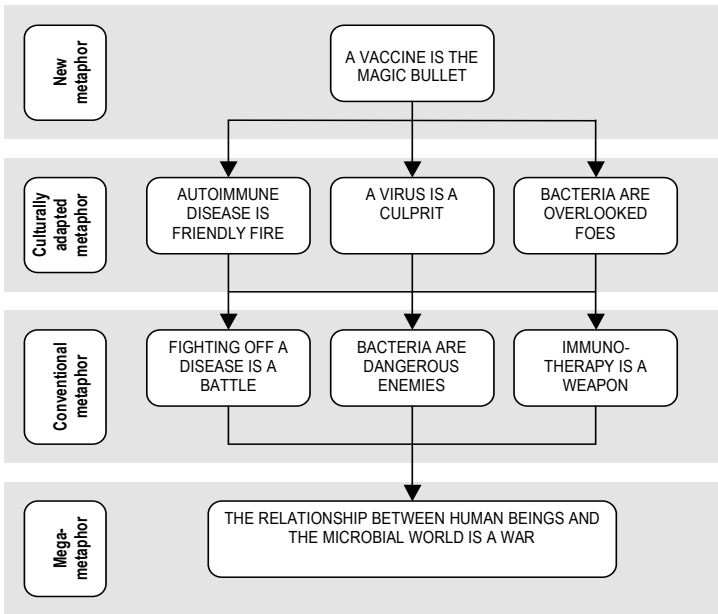 New
metaphor
A VACCINE IS THE
MAGIC BULLET
Culturally
adapted
metaphor
AUTOIMMUNE
DISEASE IS
FRIENDLY FIRE
A VIRUS IS A
CULPRIT
BACTERIA ARE
OVERLOOKED
FOES
Conventional
metaphor
FIGHTING OFF A
DISEASE IS A
BATTLE
BACTERIA ARE
DANGEROUS
ENEMIES
IMMUNO-
THERAPY IS A
WEAPON
Mega-
metaphor
THE RELATIONSHIP BETWEEN HUMAN BEINGS AND
THE MICROBIAL WORLD IS A WAR